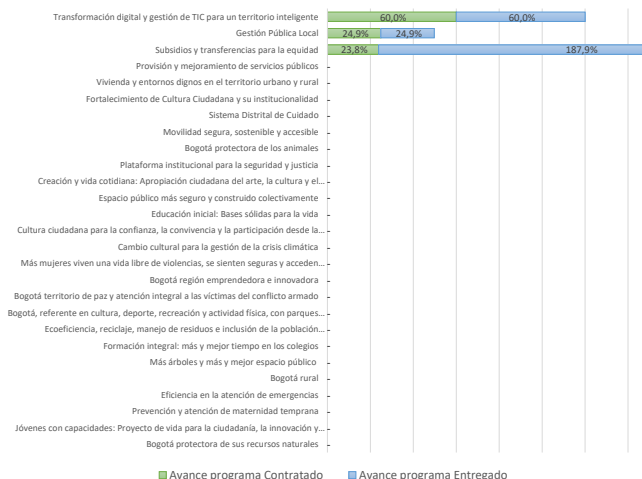 Transformación digital y gestión de TIC para un territorio inteligente 60,0% 60,0%
Gestión Pública Local 24,9% 24,9%
Subsidios y transferencias para la equidad 23,8% 187,9%
Provisión y mejoramiento de servicios públicos
Vivienda y entornos dignos en el territorio urbano y rural
Fortalecimiento de Cultura Ciudadana y su institucionalidad
Sistema Distrital de Cuidado
Movilidad segura, sostenible y accesible
Bogotá protectora de los animales
Plataforma institucional para la seguridad y justicia
Creación y vida cotidiana: Apropiación ciudadana del arte, la cultura y el…
Espacio público más seguro y construido colectivamente
Educación inicial: Bases sólidas para la vida
Cultura ciudadana para la confianza, la convivencia y la participación desde la…
Cambio cultural para la gestión de la crisis climática
Más mujeres viven una vida libre de violencias, se sienten seguras y acceden…
Bogotá región emprendedora e innovadora
Bogotá territorio de paz y atención integral a las víctimas del conflicto armado
Bogotá, referente en cultura, deporte, recreación y actividad física, con parques…
Ecoeficiencia, reciclaje, manejo de residuos e inclusión de la población…
Formación integral: más y mejor tiempo en los colegios
Más árboles y más y mejor espacio público
Bogotá rural
Eficiencia en la atención de emergencias
Prevención y atención de maternidad temprana
Jóvenes con capacidades: Proyecto de vida para la ciudadanía, la innovación y…
Bogotá protectora de sus recursos naturales
Avance programa Contratado Avance programa Entregado